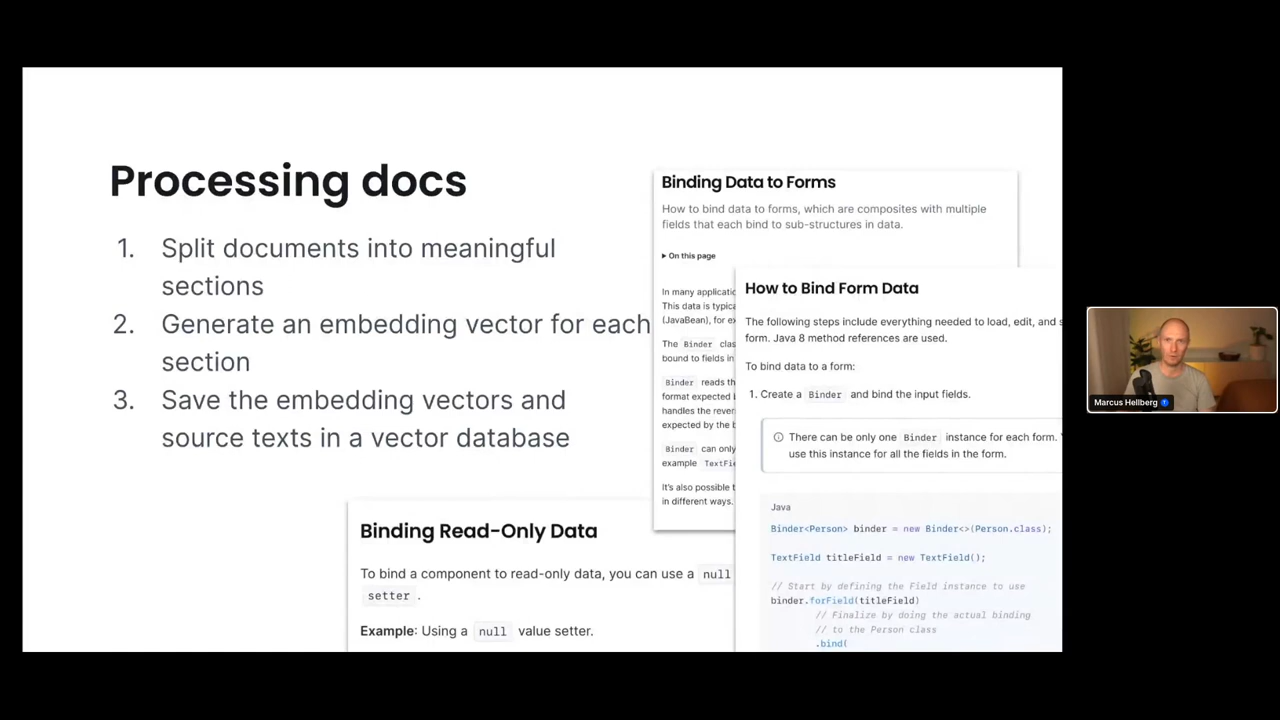 Processing docs
1. Split documents into meaningful
sections
2. Generate an embedding vector for each
section
3. Save the embedding vectors and
source texts in a vector database
Binding Data to Forms
How to bind data to forms, which are composites with multiple
fields that each bind to sub-structures in data.
▸ On this page
In many applicatio
This data is typica
(JavaBean), for ex
The Binder clas
bound to fields in
Binder reads th
format expected b
handles the rever
expected by the b
Binder can only
example TextFie
It's also possible t
in different ways.
How to Bind Form Data
The following steps include everything needed to load, edit, and s
form. Java 8 method references are used.
To bind data to a form:
1. Create a Binder and bind the input fields.
There can be only one Binder instance for each form.
use this instance for all the fields in the form.
Java
Binder<Person> binder = new Binder<>(Person.class);
TextField titleField = new TextField();
// Start by defining the Field instance to use
binder.forField(titleField)
// Finalize by doing the actual binding
// to the Person class
.bind(
Binding Read-Only Data
To bind a component to read-only data, you can use a null
setter .
Example: Using a null value setter.
Marcus Hellberg